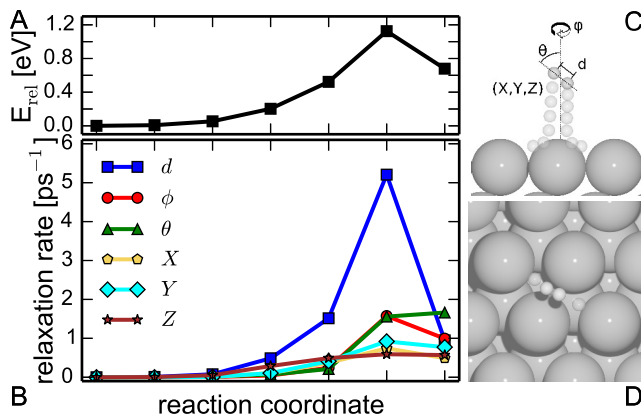 A
E_rel [eV]
1.2
0.8
0.4
0.0
relaxation rate [ps⁻¹]
6
5
4
3
2
1
0
d
ϕ
θ
X
Y
Z
B
reaction coordinate
C
φ
θ
d
(X,Y,Z)
D